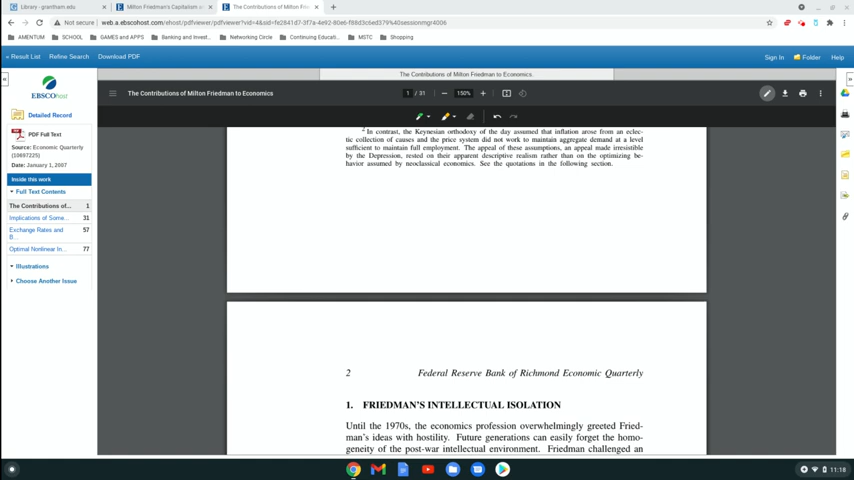 Library - grantham.edu
Milton Friedman's Capitalism a
The Contributions of Milton Frie
Not secure | web.a.ebscohost.com/ehost/pdfviewer/pdfviewer?vid=4&sid=fe2841d7-3f7a-4e92-80e6-f88d3c6ed379%40sessionmgr4006
AMENTUM SCHOOL GAMES and APPS Banking and Invest... Networking Circle Continuing Educati... MSTC Shopping
« Result List Refine Search Download PDF Sign In Folder Help
The Contributions of Milton Friedman to Economics.
The Contributions of Milton Friedman to Economics 1 / 31 — 150% +
EBSCOhost
Detailed Record
PDF Full Text
Source: Economic Quarterly
(10697225)
Date: January 1, 2007
Inside this work
Full Text Contents
The Contributions of... 1
Implications of Some... 31
Exchange Rates and 57
B...
Optimal Nonlinear In... 77
Illustrations
Choose Another Issue
2 In contrast, the Keynesian orthodoxy of the day assumed that inflation arose from an eclec-
tic collection of causes and the price system did not work to maintain aggregate demand at a level
sufficient to maintain full employment. The appeal of these assumptions, an appeal made irresistible
by the Depression, rested on their apparent descriptive realism rather than on the optimizing be-
havior assumed by neoclassical economics. See the quotations in the following section.
2 Federal Reserve Bank of Richmond Economic Quarterly
1. FRIEDMAN'S INTELLECTUAL ISOLATION
Until the 1970s, the economics profession overwhelmingly greeted Fried-
man's ideas with hostility. Future generations can easily forget the homo-
geneity of the post-war intellectual environment. Friedman challenged an
11:18